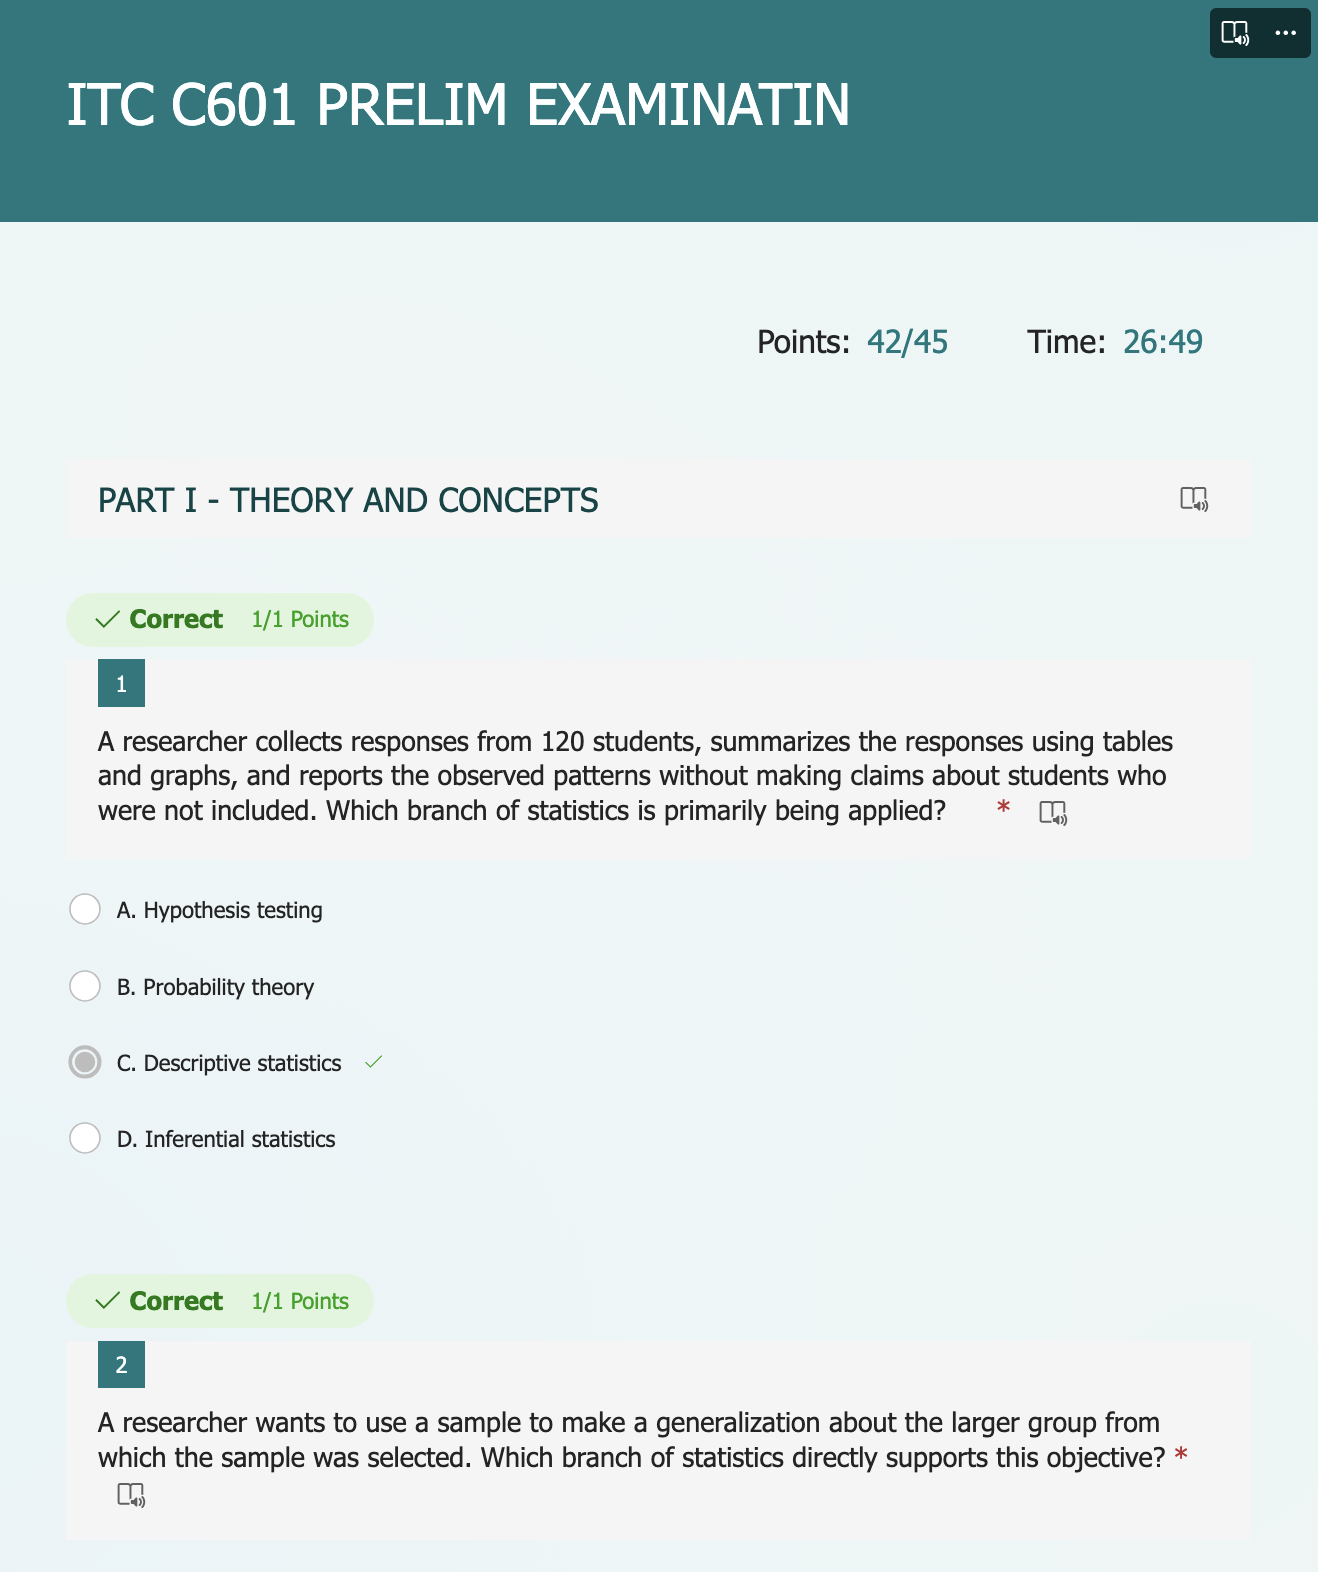 ITC C601 PRELIM EXAMINATIN
Points: 42/45 Time: 26:49
PART I - THEORY AND CONCEPTS
Correct 1/1 Points
1
A researcher collects responses from 120 students, summarizes the responses using tables
and graphs, and reports the observed patterns without making claims about students who
were not included. Which branch of statistics is primarily being applied? *
A. Hypothesis testing
B. Probability theory
C. Descriptive statistics
D. Inferential statistics
Correct 1/1 Points
2
A researcher wants to use a sample to make a generalization about the larger group from
which the sample was selected. Which branch of statistics directly supports this objective? *